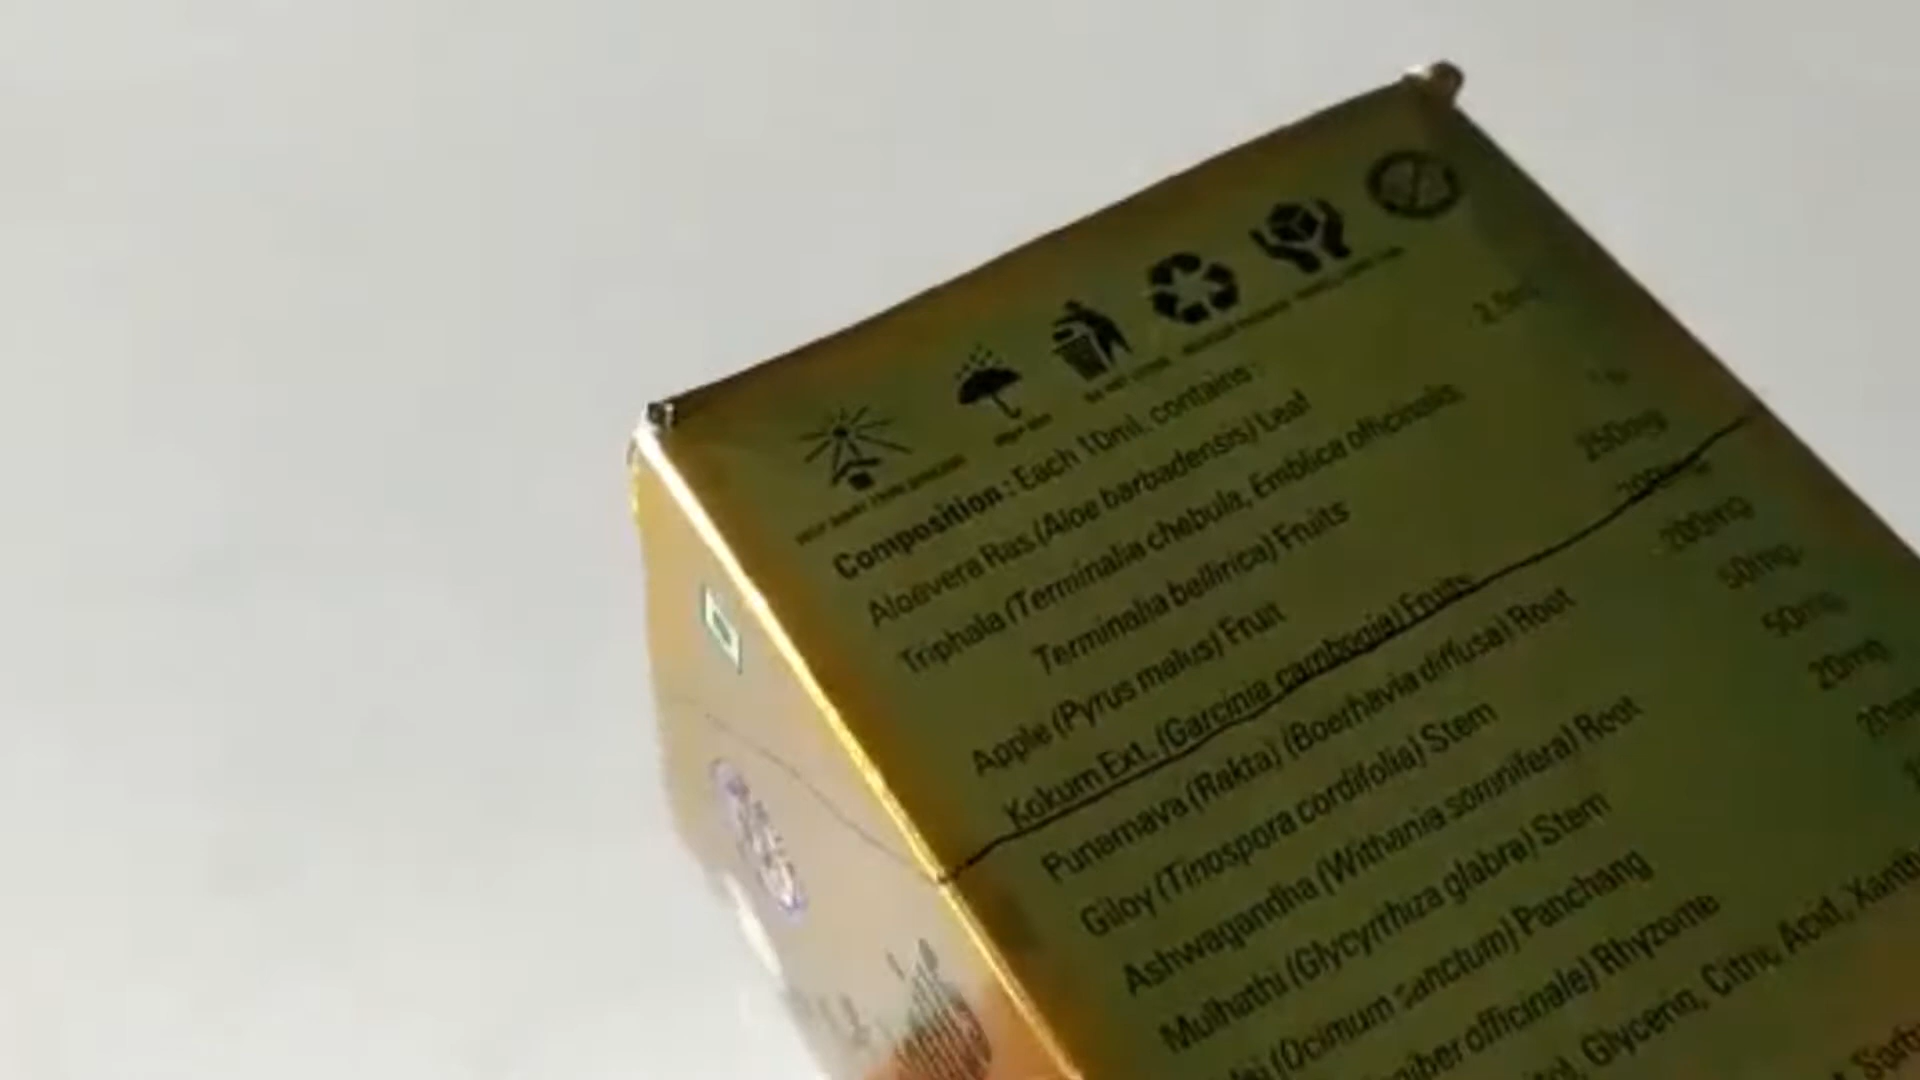 Composition : Each 10ml. contains :
Aloevera Ras (Aloe barbadensis) Leaf
Triphala (Terminalia chebula, Emblica officinalis
Terminalia bellirica) Fruits
Apple (Pyrus malus) Fruit 250mg
Kokum Ext. (Garcinia cambogia) Fruits 200mg
Punarnava (Rakta) (Boerhavia diffusa) Root 200mg
Giloy (Tinospora cordifolia) Stem 50mg
Ashwagandha (Withania somnifera) Root 50mg
Mulhathi (Glycyrrhiza glabra) Stem 20mg
(Ocimum sanctum) Panchang 20mg
officinale) Rhyzome
Glycerin, Citric Acid,